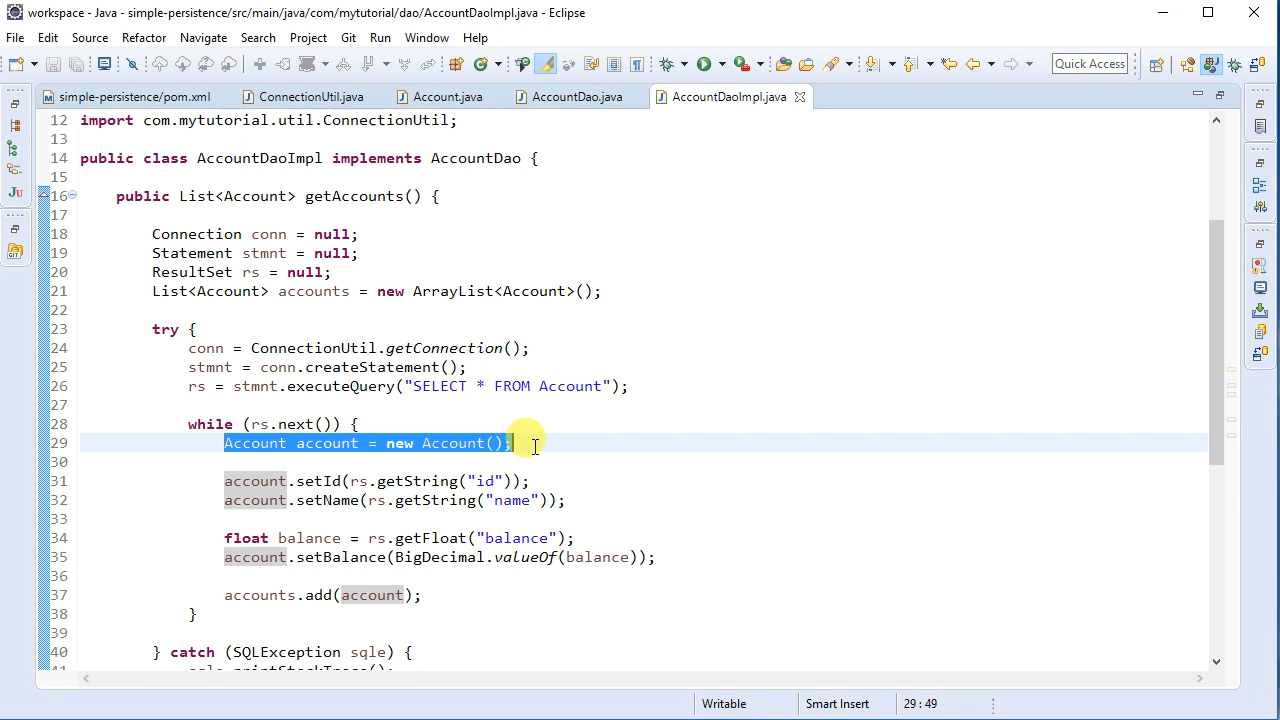 workspace - Java - simple-persistence/src/main/java/com/mytutorial/dao/AccountDaoImpl.java - Eclipse
File Edit Source Refactor Navigate Search Project Git Run Window Help
Quick Access
simple-persistence/pom.xml ConnectionUtil.java Account.java AccountDao.java AccountDaoImpl.java
12 import com.mytutorial.util.ConnectionUtil;
13
14 public class AccountDaoImpl implements AccountDao {
15
16 public List<Account> getAccounts() {
17
18 Connection conn = null;
19 Statement stmnt = null;
20 ResultSet rs = null;
21 List<Account> accounts = new ArrayList<Account>();
22
23 try {
24 conn = ConnectionUtil.getConnection();
25 stmnt = conn.createStatement();
26 rs = stmnt.executeQuery("SELECT * FROM Account");
27
28 while (rs.next()) {
29 Account account = new Account();
30
31 account.setId(rs.getString("id"));
32 account.setName(rs.getString("name"));
33
34 float balance = rs.getFloat("balance");
35 account.setBalance(BigDecimal.valueOf(balance));
36
37 accounts.add(account);
38 }
39
40 } catch (SQLException sqle) {
41 sqle.printStackTrace();
Writable Smart Insert 29 : 49